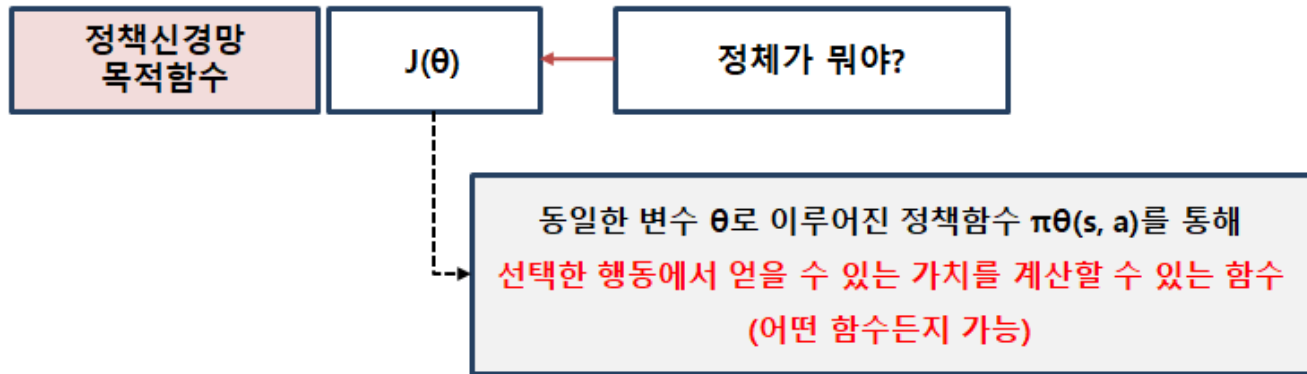 정책신경망
목적함수
J(θ)
정체가 뭐야?
동일한 변수 θ로 이루어진 정책함수 πθ(s, a)를 통해
선택한 행동에서 얻을 수 있는 가치를 계산할 수 있는 함수
(어떤 함수든지 가능)